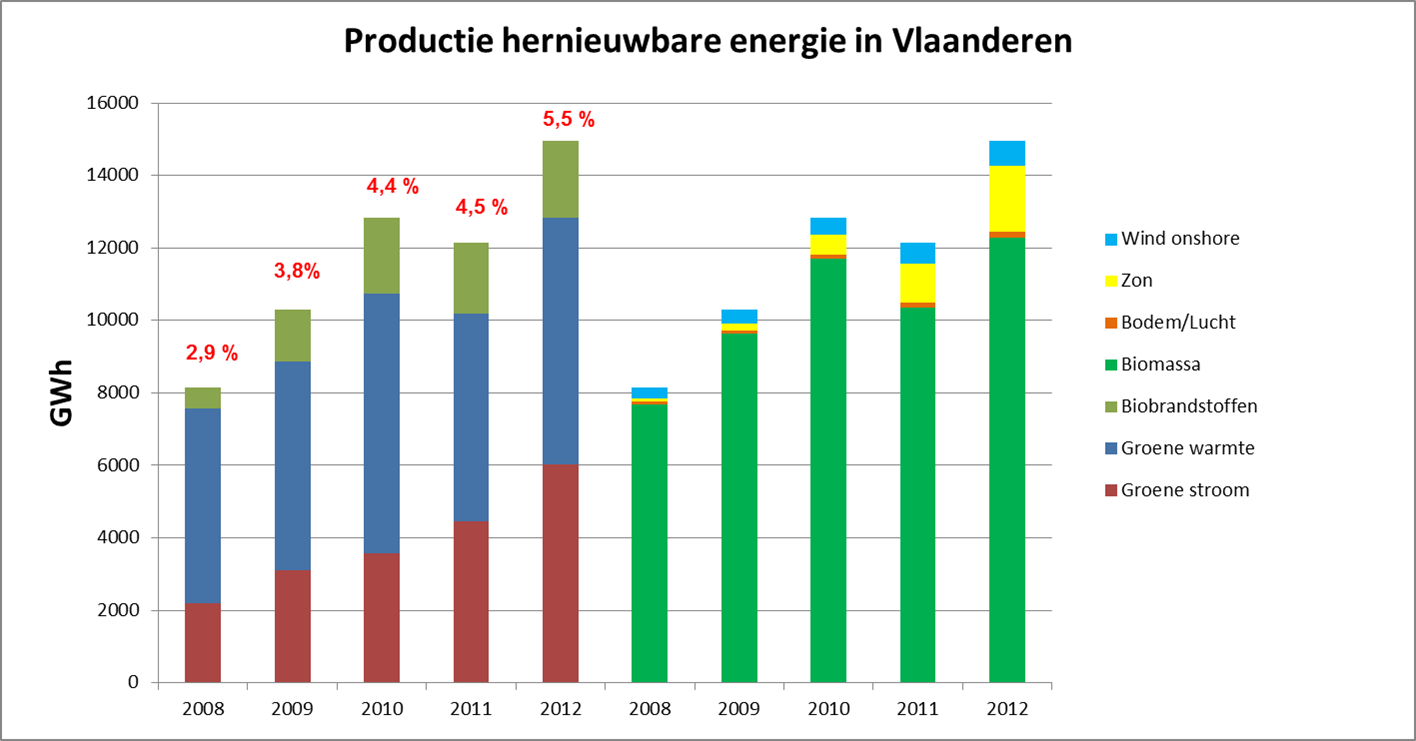 Productie hernieuwbare energie in Vlaanderen
GWh
16000
14000
12000
10000
8000
6000
4000
2000
0
2,9 %
3,8%
4,4 %
4,5 %
5,5 %
2008 2009 2010 2011 2012 2008 2009 2010 2011 2012
Wind onshore
Zon
Bodem/Lucht
Biomassa
Biobrandstoffen
Groene warmte
Groene stroom